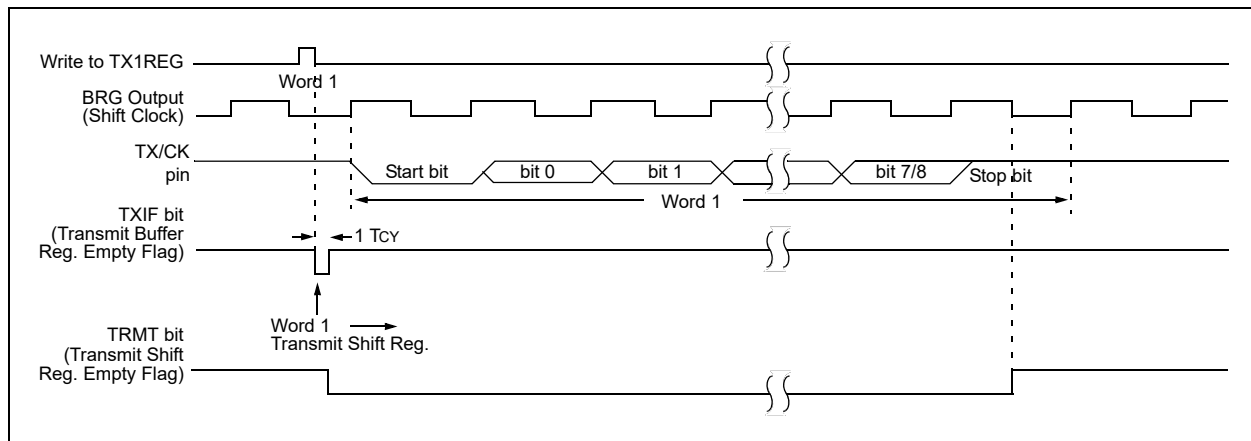 Write to TX1REG
Word 1
BRG Output
(Shift Clock)
TX/CK
pin
Start bit
bit 0
bit 1
bit 7/8
Stop bit
Word 1
TXIF bit
(Transmit Buffer
Reg. Empty Flag)
1 TCY
Word 1
Transmit Shift Reg.
TRMT bit
(Transmit Shift
Reg. Empty Flag)